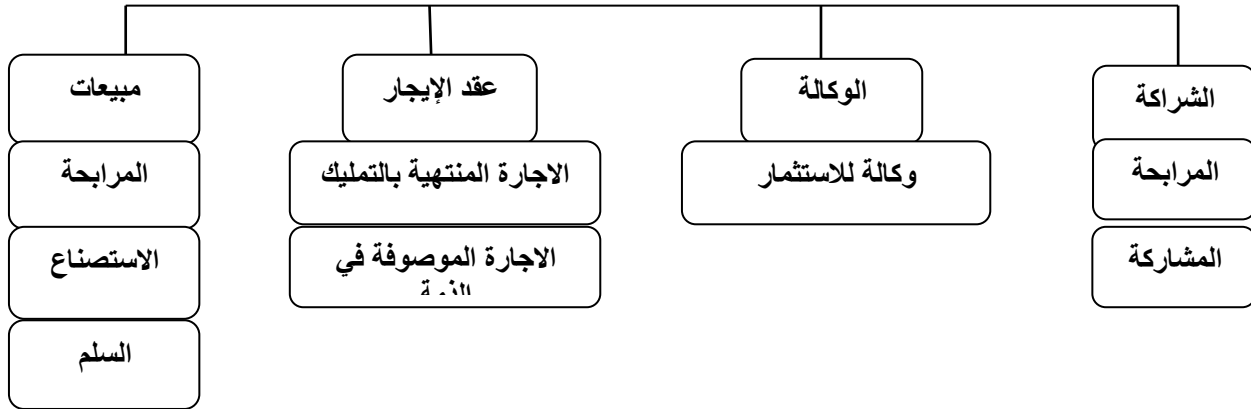 الشراكة
المرابحة
المشاركة
الوكالة
وكالة للاستثمار
عقد الإيجار
الاجارة المنتهية بالتمليك
الاجارة الموصوفة في
مبيعات
المرابحة
الاستصناع
السلم